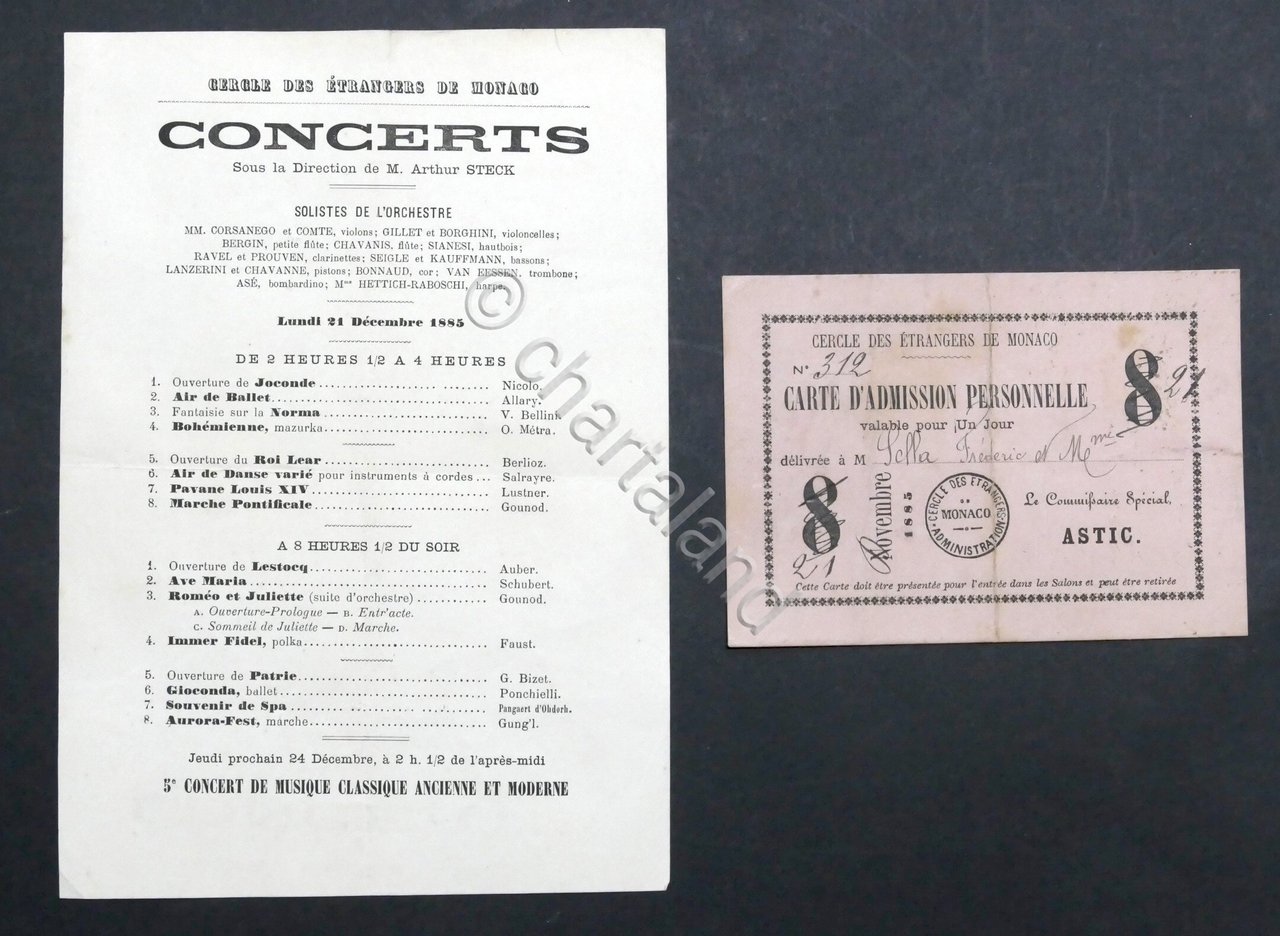 CERCLE DES ÉTRANGERS DE MONACO
CONCERTS
Sous la Direction de M. Arthur STECK
SOLISTES DE L'ORCHESTRE
MM. CORSANEGO et COMTE, violons; GILLET et BORGHINI, violoncelles;
BERGIN, petite flûte; CHAVANIS, flûte; SIANESI, hautbois;
RAVEL et PROUVEN, clarinettes; SEIGLE et KAUFFMANN, bassons;
LANZERINI et CHAVANNE, pistons; BONNAUD, cor; VAN EESSEN, trombone;
ASÉ, bombardino; Mme HETTICH-RABOSCHI, harpe.
Lundi 21 Décembre 1885
DE 2 HEURES 1/2 A 4 HEURES
1. Ouverture de Joconde Nicolo.
2. Air de Ballet Allary.
3. Fantaisie sur la Norma V. Bellini
4. Bohémienne, mazurka O. Métra.
5. Ouverture du Roi Lear Berlioz.
6. Air de Danse varié pour instruments à cordes... Salrayre.
7. Pavane Louis XIV Lustner.
8. Marche Pontificale Gounod.
A 8 HEURES 1/2 DU SOIR
1. Ouverture de Lestocq Auber.
2. Ave Maria Schubert.
3. Roméo et Juliette (suite d'orchestre) Gounod.
A. Ouverture-Prologue — B. Entr'acte.
C. Sommeil de Juliette — D. Marche.
4. Immer Fidel, polka Faust.
5. Ouverture de Patrie G. Bizet.
6. Gioconda, ballet Ponchielli.
7. Souvenir de Spa Pangaert d'Obdorh.
8. Aurora-Fest, marche Gung'l.
Jeudi prochain 24 Décembre, à 2 h. 1/2 de l'après-midi
5e CONCERT DE MUSIQUE CLASSIQUE ANCIENNE ET MODERNE
© chartaland
CERCLE DES ÉTRANGERS DE MONACO
N° 312
8 21
CARTE D'ADMISSION PERSONNELLE
valable pour Un Jour
délivrée à M Sella Fréderic et Mme
8 21
Novembre 1885
CERCLE DES ÉTRANGERS
DE
MONACO
ADMINISTRATION
Le Commissaire Spécial,
ASTIC.
Cette Carte doit être présentée pour l'entrée dans les Salons et peut être retirée